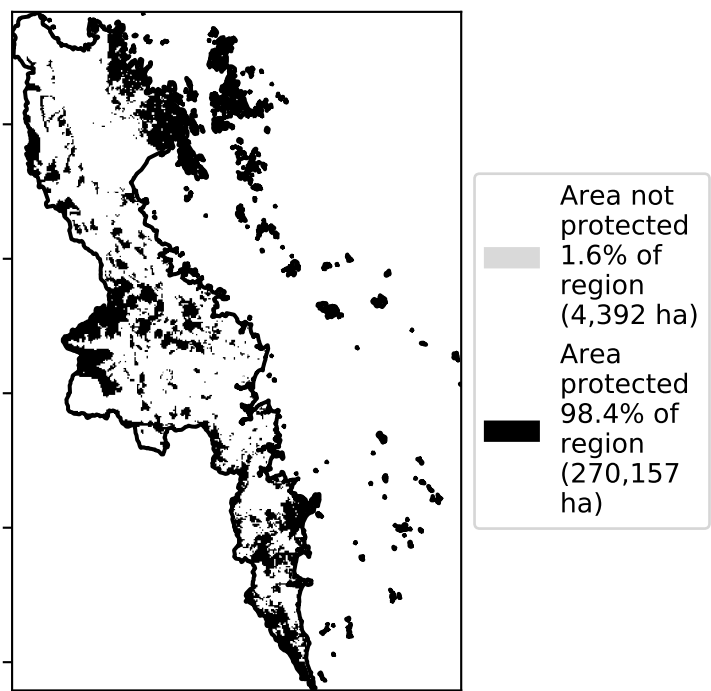 Area not
protected
1.6% of
region
(4,392 ha)
Area
protected
98.4% of
region
(270,157
ha)